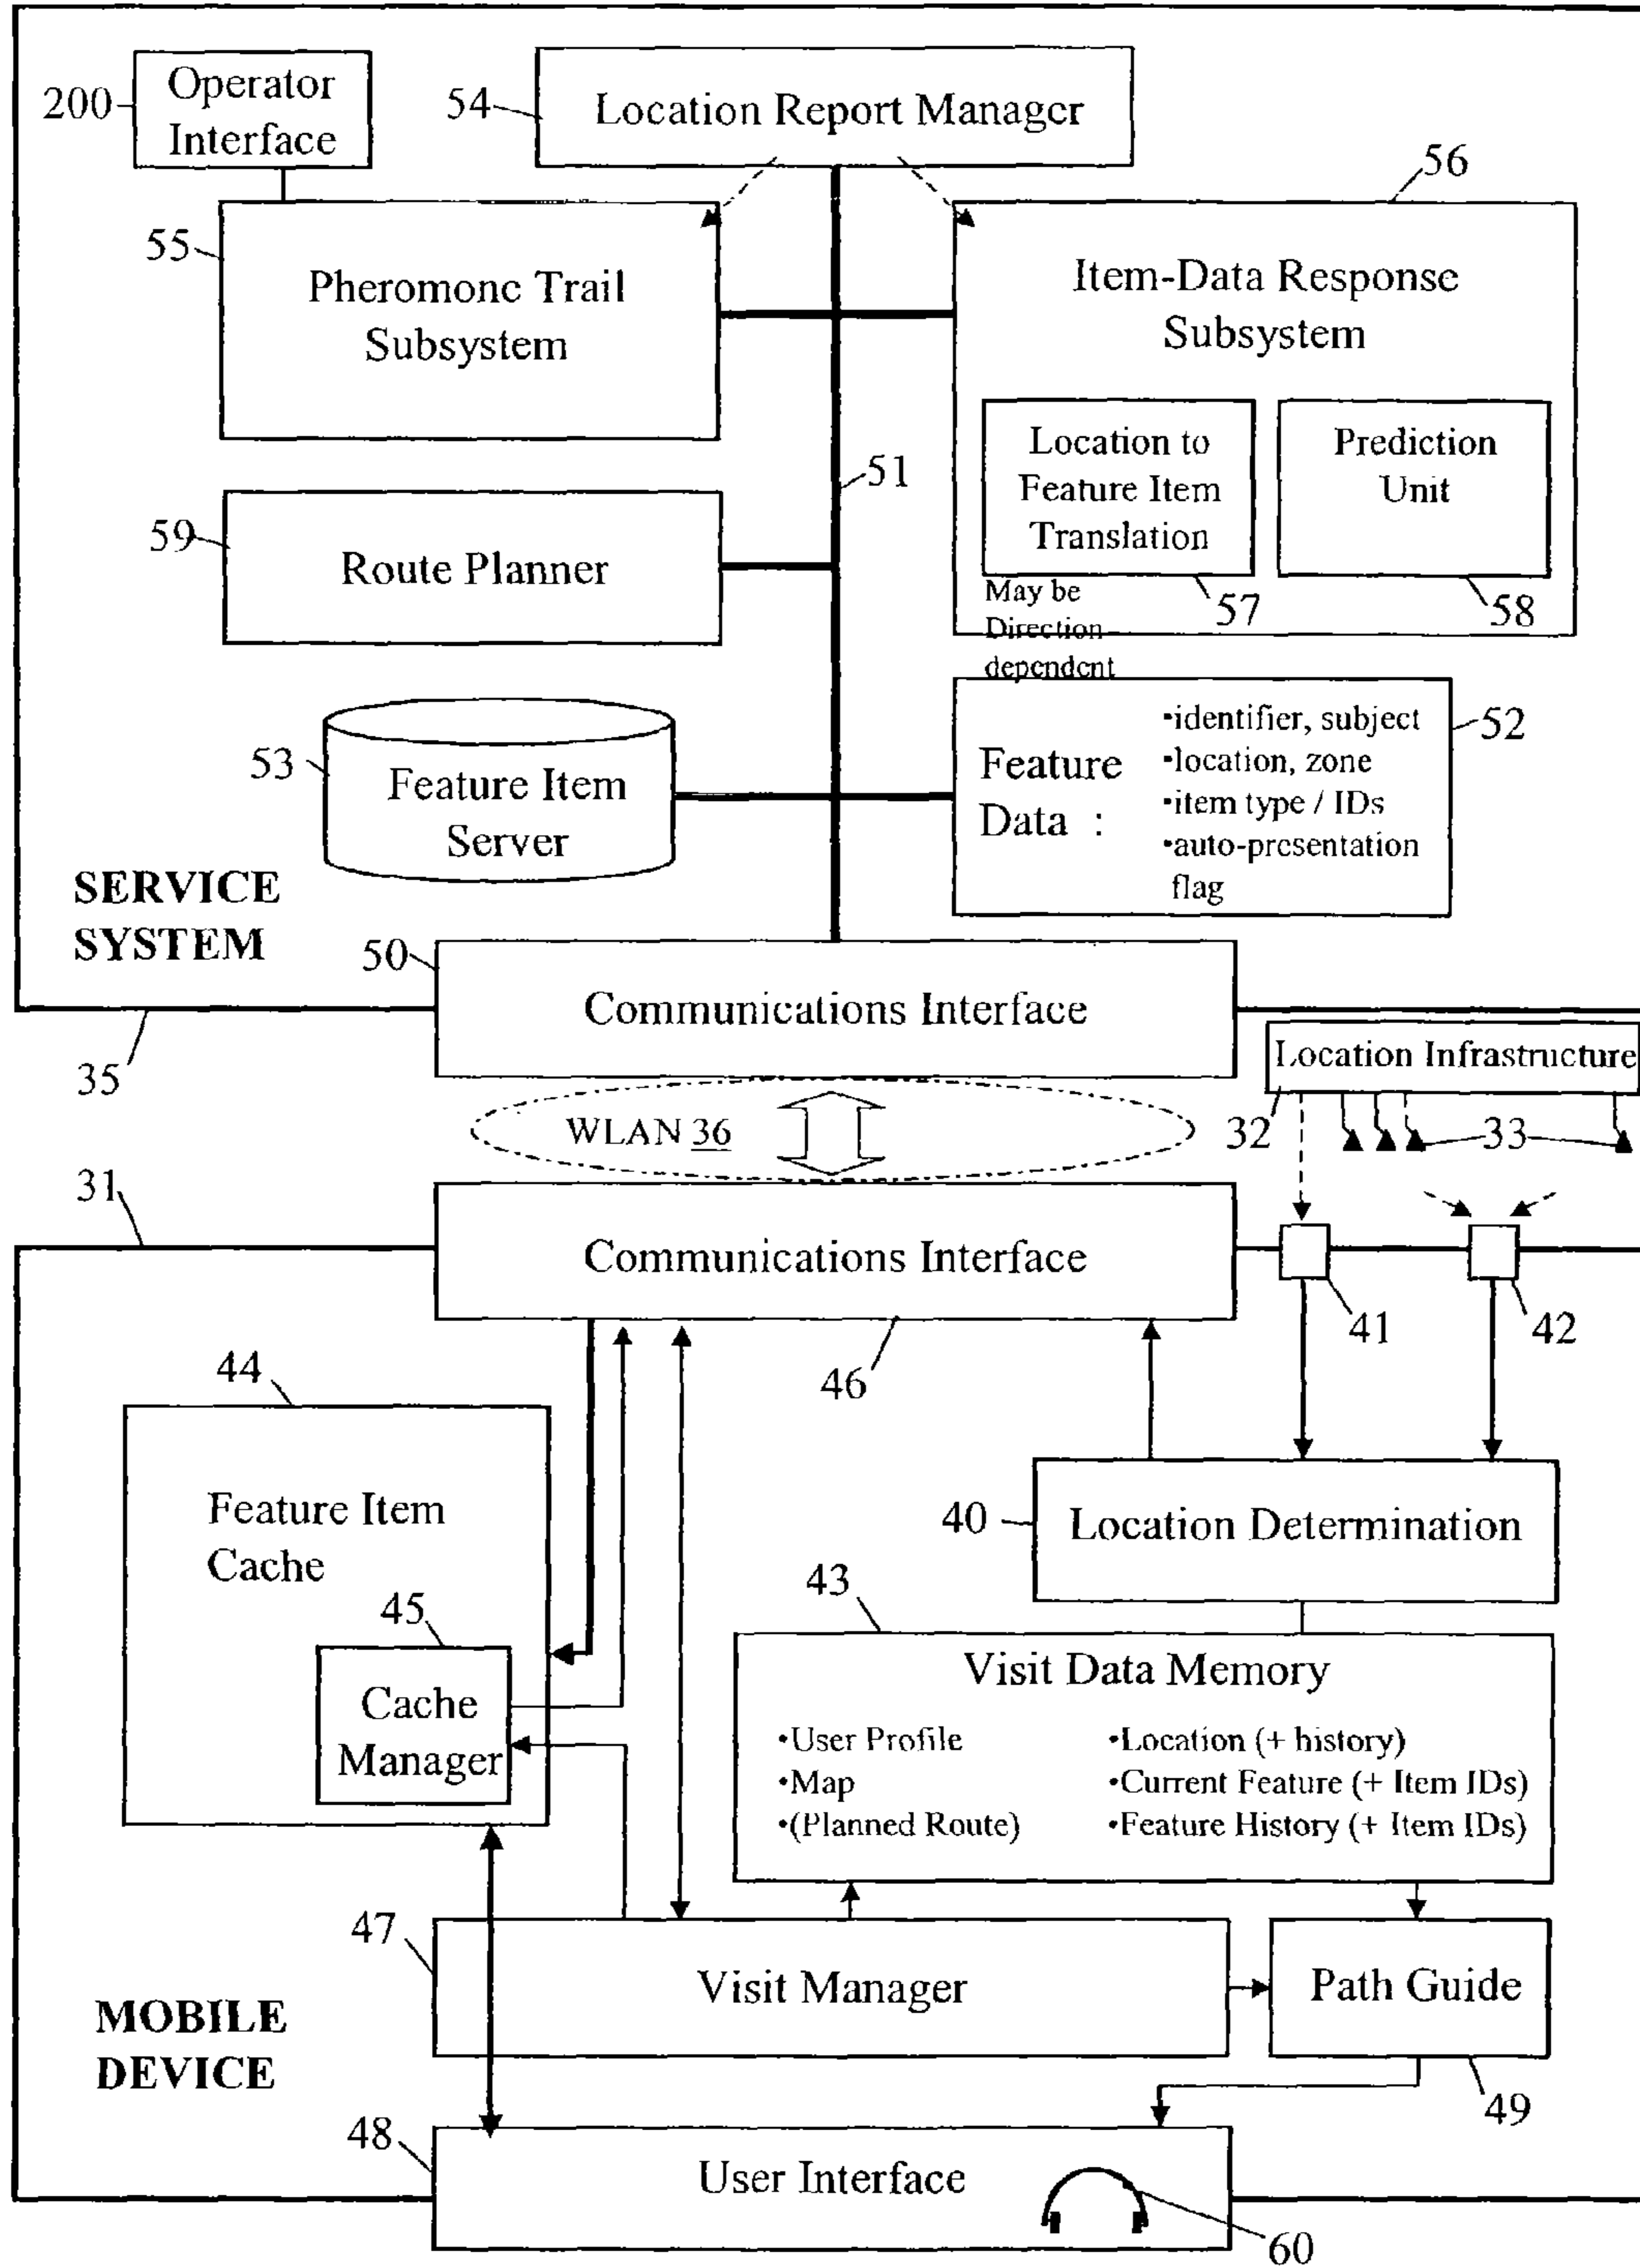 200
Operator
Interface
54
Location Report Manager
56
55
Pheromone Trail
Subsystem
Item-Data Response
Subsystem
Location to
Feature Item
Translation
Prediction
Unit
51
59
Route Planner
May be
Direction
dependent
57
58
53
Feature Item
Server
Feature
Data :
•identifier, subject
•location, zone
•item type / IDs
•auto-presentation
flag
52
SERVICE
SYSTEM
50
Communications Interface
35
Location Infrastructure
WLAN 36
32
33
31
Communications Interface
41
42
44
46
Feature Item
Cache
40
Location Determination
43
45
Cache
Manager
Visit Data Memory
•User Profile
•Map
•(Planned Route)
•Location (+ history)
•Current Feature (+ Item IDs)
•Feature History (+ Item IDs)
47
Visit Manager
Path Guide
MOBILE
DEVICE
49
48
User Interface
60